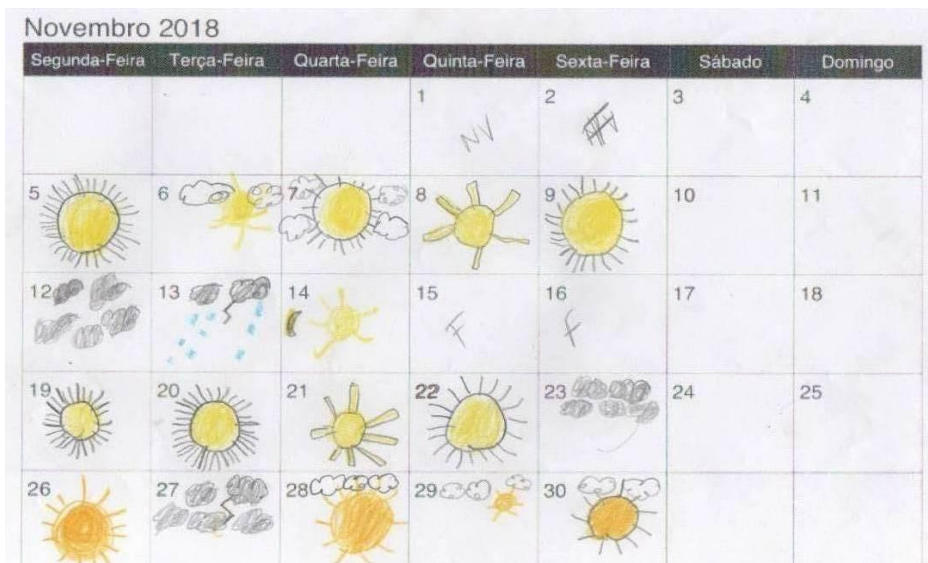 Novembro 2018
Segunda-Feira Terça-Feira Quarta-Feira Quinta-Feira Sexta-Feira Sábado Domingo
1 2 3 4
NV
5 6 7 8 9 10 11
12 13 14 15 16 17 18
F f
19 20 21 22 23 24 25
26 27 28 29 30